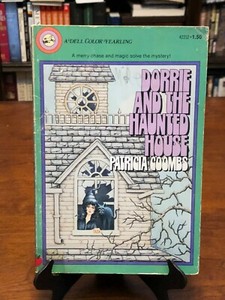 A DELL COLOR YEARLING
A merry chase and magic solve the mystery!
DORRIE
AND THE
HAUNTED
HOUSE
PATRICIA COOMBS